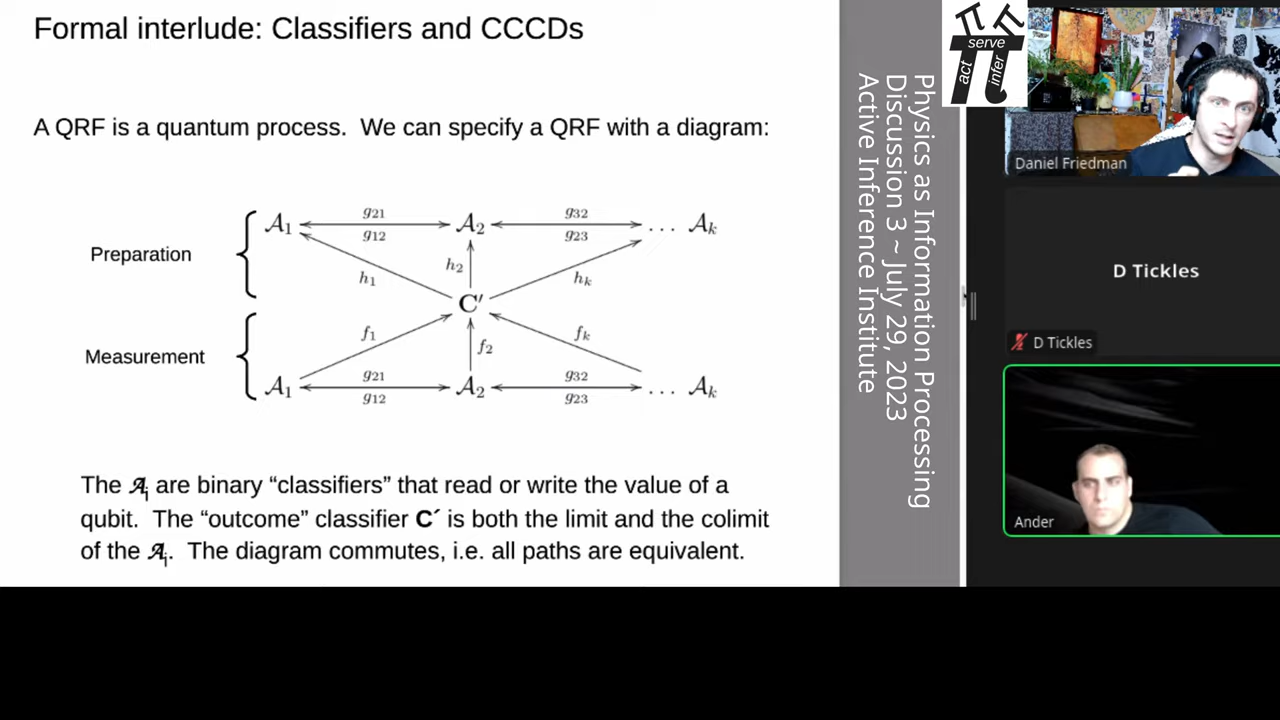 Formal interlude: Classifiers and CCCDs
A QRF is a quantum process. We can specify a QRF with a diagram:
Preparation
𝒜₁ g₂₁ g₁₂ 𝒜₂ g₃₂ g₂₃ … 𝒜ₖ
h₁ h₂ hₖ
C′
Measurement
f₁ f₂ fₖ
𝒜₁ g₂₁ g₁₂ 𝒜₂ g₃₂ g₂₃ … 𝒜ₖ
The 𝒜ᵢ are binary “classifiers” that read or write the value of a
qubit. The “outcome” classifier C´ is both the limit and the colimit
of the 𝒜ᵢ. The diagram commutes, i.e. all paths are equivalent.
Physics as Information Processing
Discussion 3 ~ July 29, 2023
Active Inference Institute
act
serve
infer
Daniel Friedman
D Tickles
D Tickles
Ander